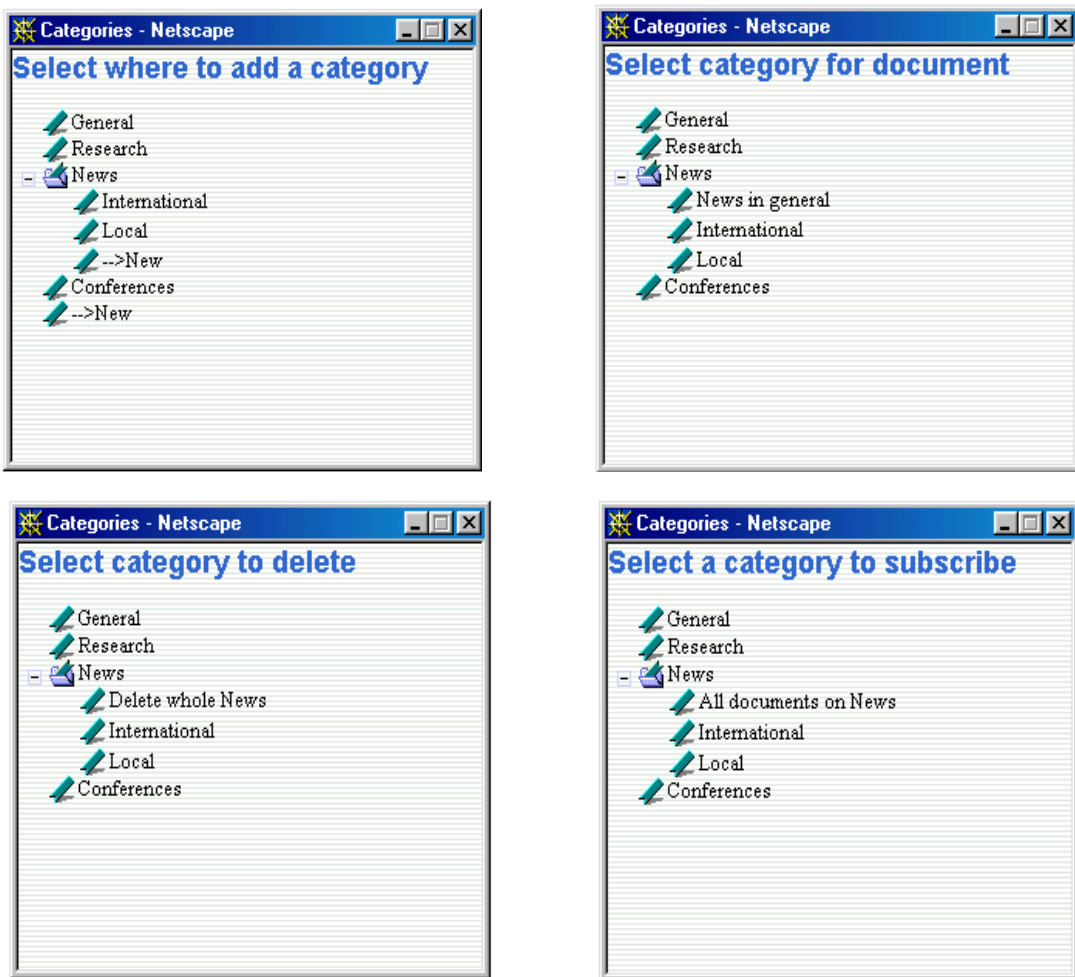 Categories - Netscape
Select where to add a category
General
Research
News
International
Local
-->New
Conferences
-->New
Categories - Netscape
Select category for document
General
Research
News
News in general
International
Local
Conferences
Categories - Netscape
Select category to delete
General
Research
News
Delete whole News
International
Local
Conferences
Categories - Netscape
Select a category to subscribe
General
Research
News
All documents on News
International
Local
Conferences